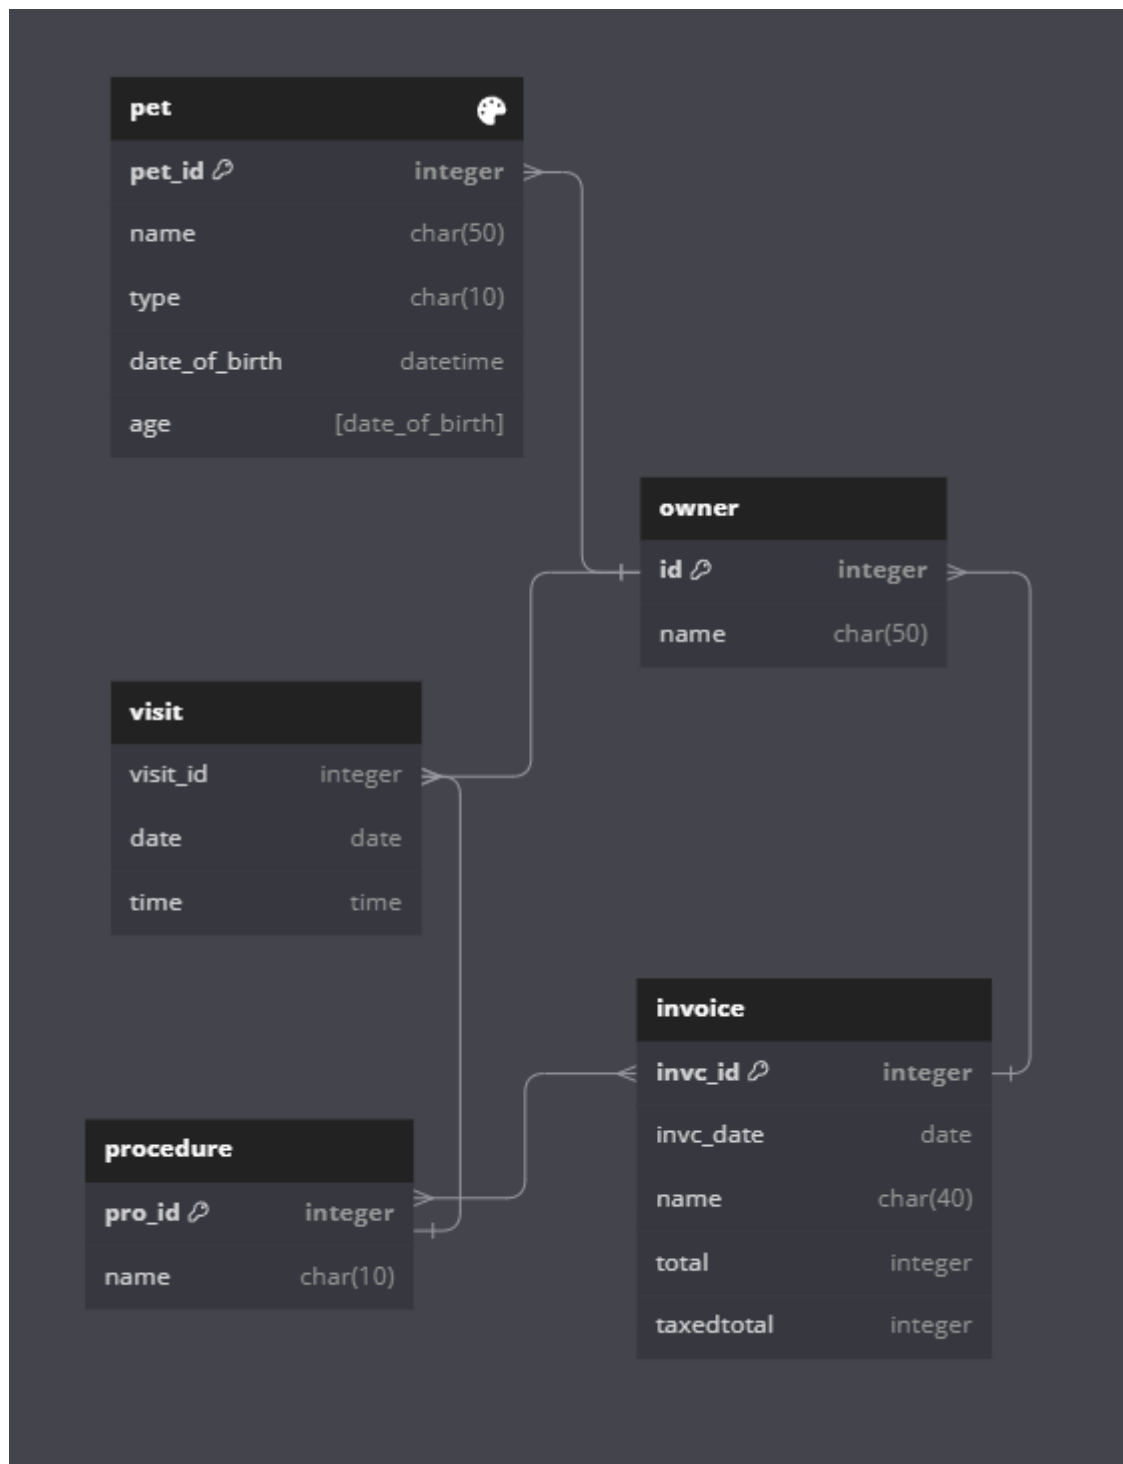 pet
pet_id integer
name char(50)
type char(10)
date_of_birth datetime
age [date_of_birth]
owner
id integer
name char(50)
visit
visit_id integer
date date
time time
invoice
invc_id integer
invc_date date
name char(40)
total integer
taxedtotal integer
procedure
pro_id integer
name char(10)